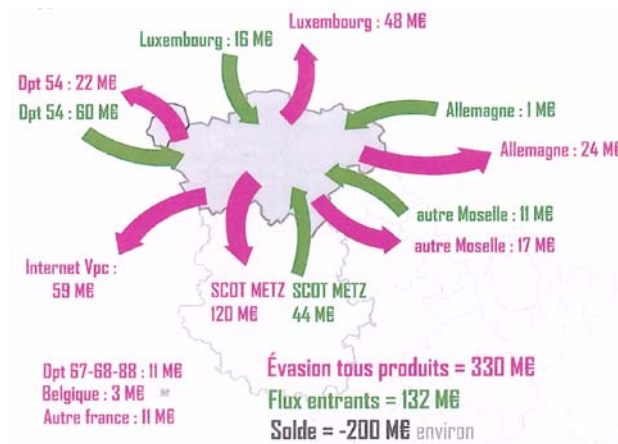 Luxembourg : 48 M€
Luxembourg : 16 M€
Dpt 54 : 22 M€
Dpt 54 : 60 M€
Allemagne : 1 M€
Allemagne : 24 M€
autre Moselle : 11 M€
autre Moselle : 17 M€
Internet Vpc :
59 M€
SCOT METZ
120 M€
SCOT METZ
44 M€
Dpt 67-68-88 : 11 M€
Belgique : 3 M€
Autre france : 11 M€
Évasion tous produits = 330 M€
Flux entrants = 132 M€
Solde = -200 M€ environ